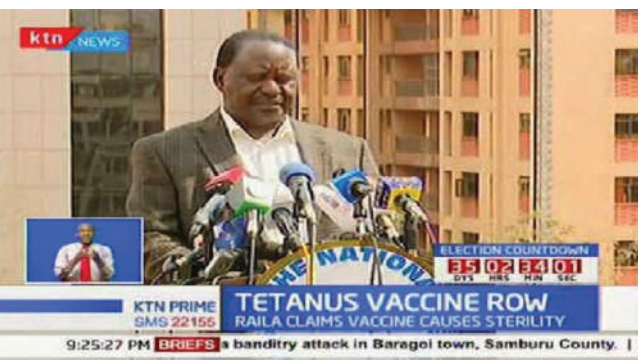 ktn NEWS
THE NATIONAL
ELECTION COUNTDOWN
35 02 34 01
DYS HRS MIN SEC
KTN PRIME
SMS 22155
TETANUS VACCINE ROW
RAILA CLAIMS VACCINE CAUSES STERILITY
9:25:27 PM BRIEFS a banditry attack in Baragoi town, Samburu County. |